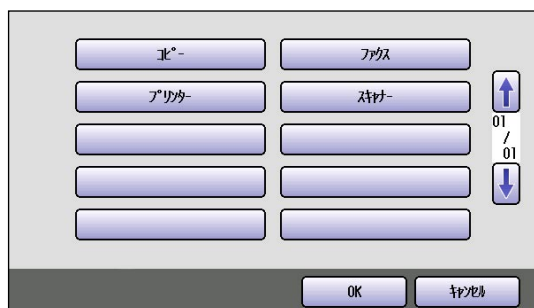 ｺﾋﾟｰ ﾌｧｸｽ
ﾌﾟﾘﾝﾀｰ ｽｷｬﾅｰ
01
/
01
OK ｷｬﾝｾﾙ